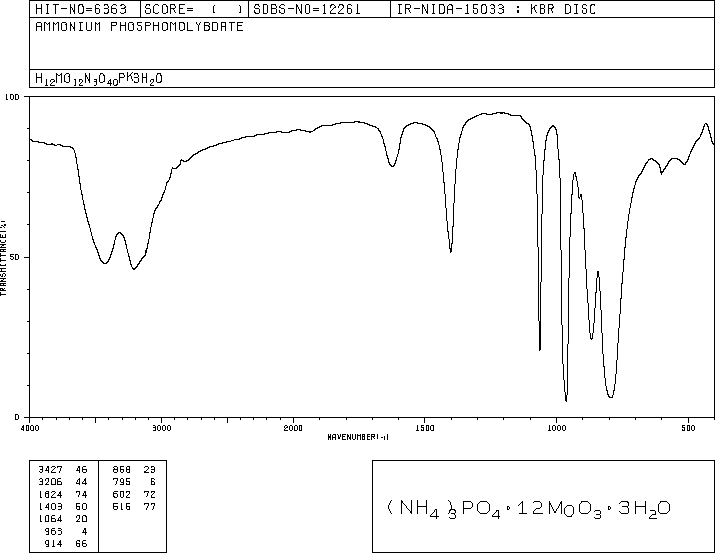 HIT-NO=6363 |SCORE= ( )|SDBS-NO=12261 |IR-NIDA-15033 : KBR DISC
AMMONIUM PHOSPHOMOLYBDATE
H12MO12N3O40PK3H2O
100
50
0
TRANSMITTANCE(%)
4000 3000 2000 1500 1000 500
WAVENUMBER(-1)
3427 46 868 23
3206 44 795 6
1624 74 602 72
1403 50 516 77
1064 20
963 4
914 66
(NH4)3PO4·12MoO3·3H2O